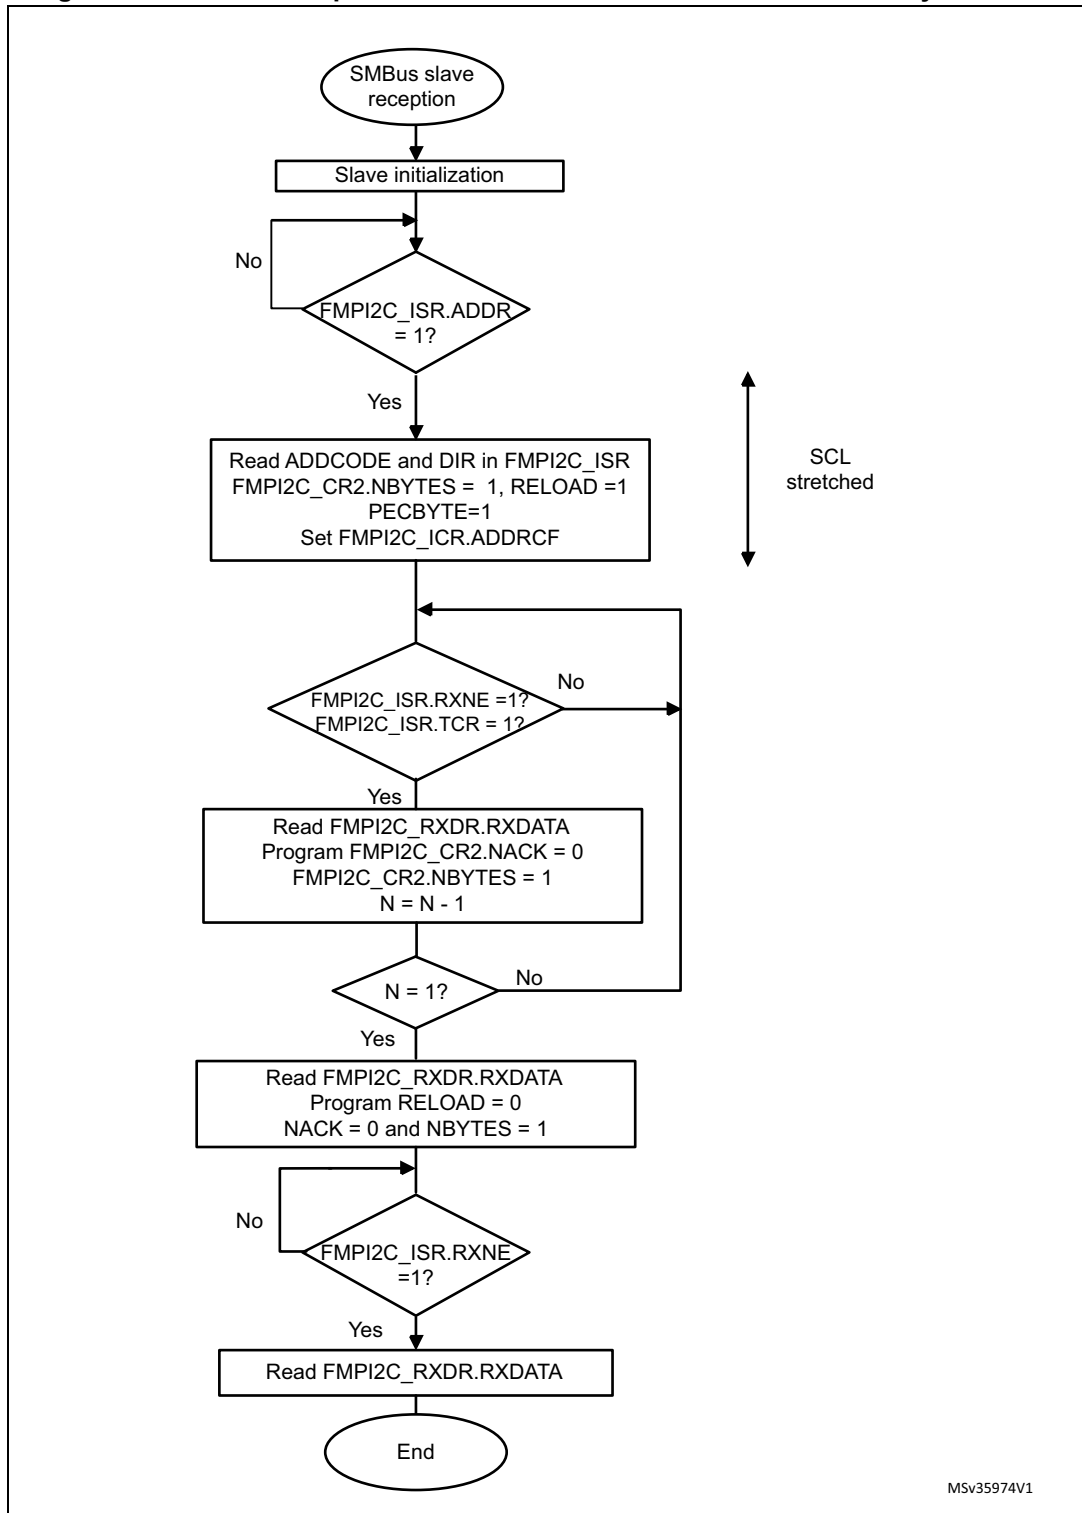 SMBus slave
reception
Slave initialization
No
FMPI2C_ISR.ADDR
= 1?
Yes
Read ADDCODE and DIR in FMPI2C_ISR
FMPI2C_CR2.NBYTES = 1, RELOAD =1
PECBYTE=1
Set FMPI2C_ICR.ADDRCF
SCL
stretched
FMPI2C_ISR.RXNE =1?
FMPI2C_ISR.TCR = 1?
No
Yes
Read FMPI2C_RXDR.RXDATA
Program FMPI2C_CR2.NACK = 0
FMPI2C_CR2.NBYTES = 1
N = N - 1
N = 1?
No
Yes
Read FMPI2C_RXDR.RXDATA
Program RELOAD = 0
NACK = 0 and NBYTES = 1
No
FMPI2C_ISR.RXNE
=1?
Yes
Read FMPI2C_RXDR.RXDATA
End
MSv35974V1